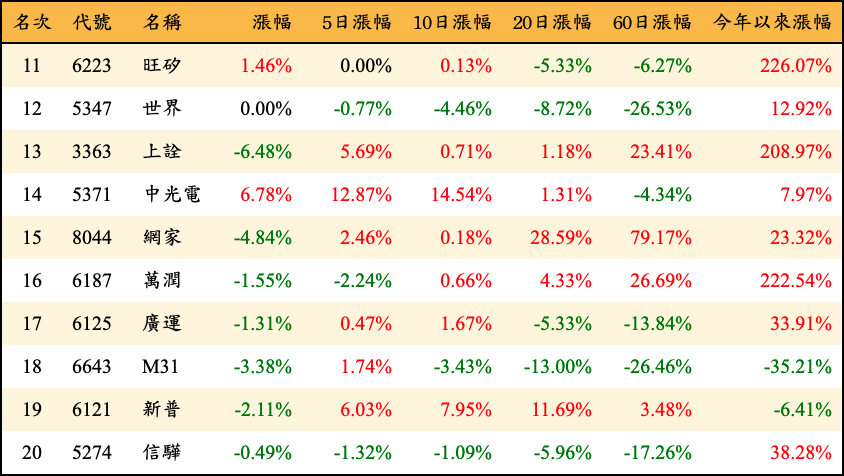 名次 代號 名稱 漲幅 5日漲幅 10日漲幅 20日漲幅 60日漲幅 今年以來漲幅
11 6223 旺矽 1.46% 0.00% 0.13% -5.33% -6.27% 226.07%
12 5347 世界 0.00% -0.77% -4.46% -8.72% -26.53% 12.92%
13 3363 上詮 -6.48% 5.69% 0.71% 1.18% 23.41% 208.97%
14 5371 中光電 6.78% 12.87% 14.54% 1.31% -4.34% 7.97%
15 8044 網家 -4.84% 2.46% 0.18% 28.59% 79.17% 23.32%
16 6187 萬潤 -1.55% -2.24% 0.66% 4.33% 26.69% 222.54%
17 6125 廣運 -1.31% 0.47% 1.67% -5.33% -13.84% 33.91%
18 6643 M31 -3.38% 1.74% -3.43% -13.00% -26.46% -35.21%
19 6121 新普 -2.11% 6.03% 7.95% 11.69% 3.48% -6.41%
20 5274 信驊 -0.49% -1.32% -1.09% -5.96% -17.26% 38.28%